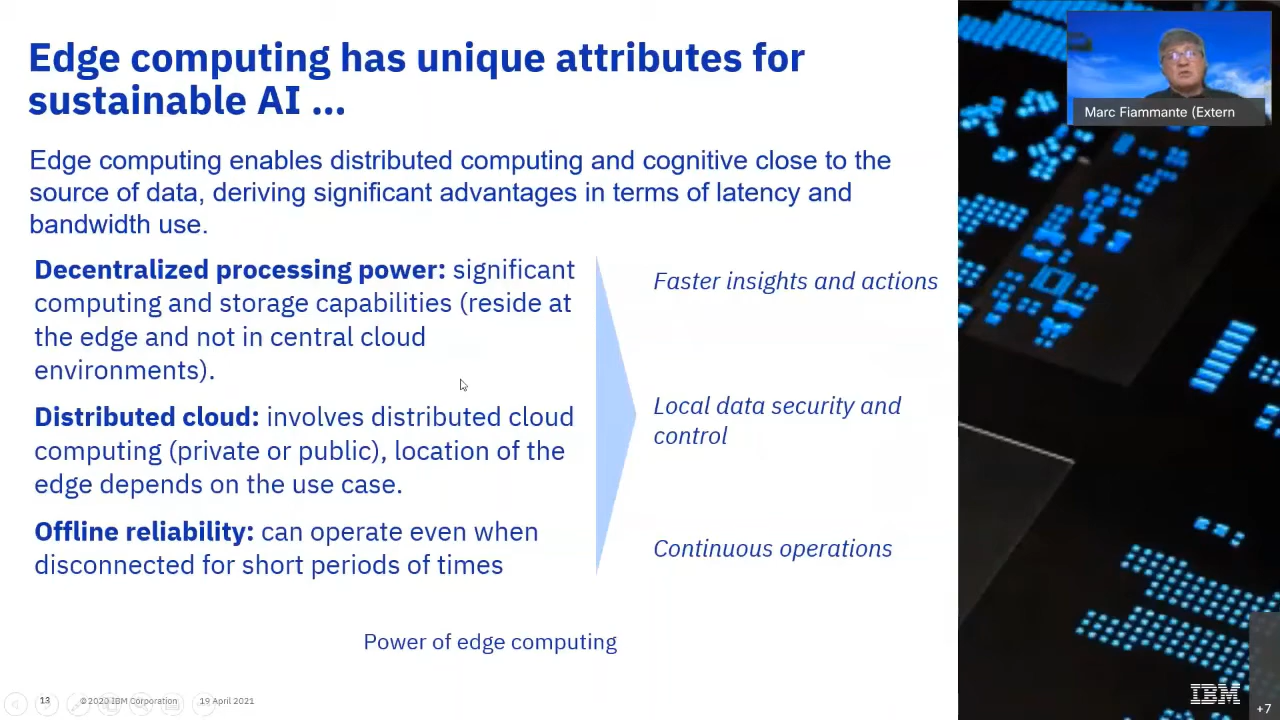 Edge computing has unique attributes for
sustainable AI ...
Marc Fiammante (Extern
Edge computing enables distributed computing and cognitive close to the
source of data, deriving significant advantages in terms of latency and
bandwidth use.
Decentralized processing power: significant
computing and storage capabilities (reside at
the edge and not in central cloud
environments).
Distributed cloud: involves distributed cloud
computing (private or public), location of the
edge depends on the use case.
Offline reliability: can operate even when
disconnected for short periods of times
Faster insights and actions
Local data security and
control
Continuous operations
Power of edge computing
13
©2020 IBM Corporation
19 April 2021
IBM
+7